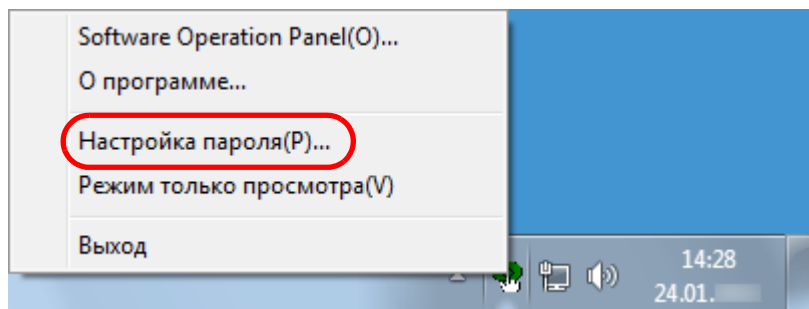 Software Operation Panel(O)...
О программе...
Настройка пароля(P)...
Режим только просмотра(V)
Выход
14:28
24.01.